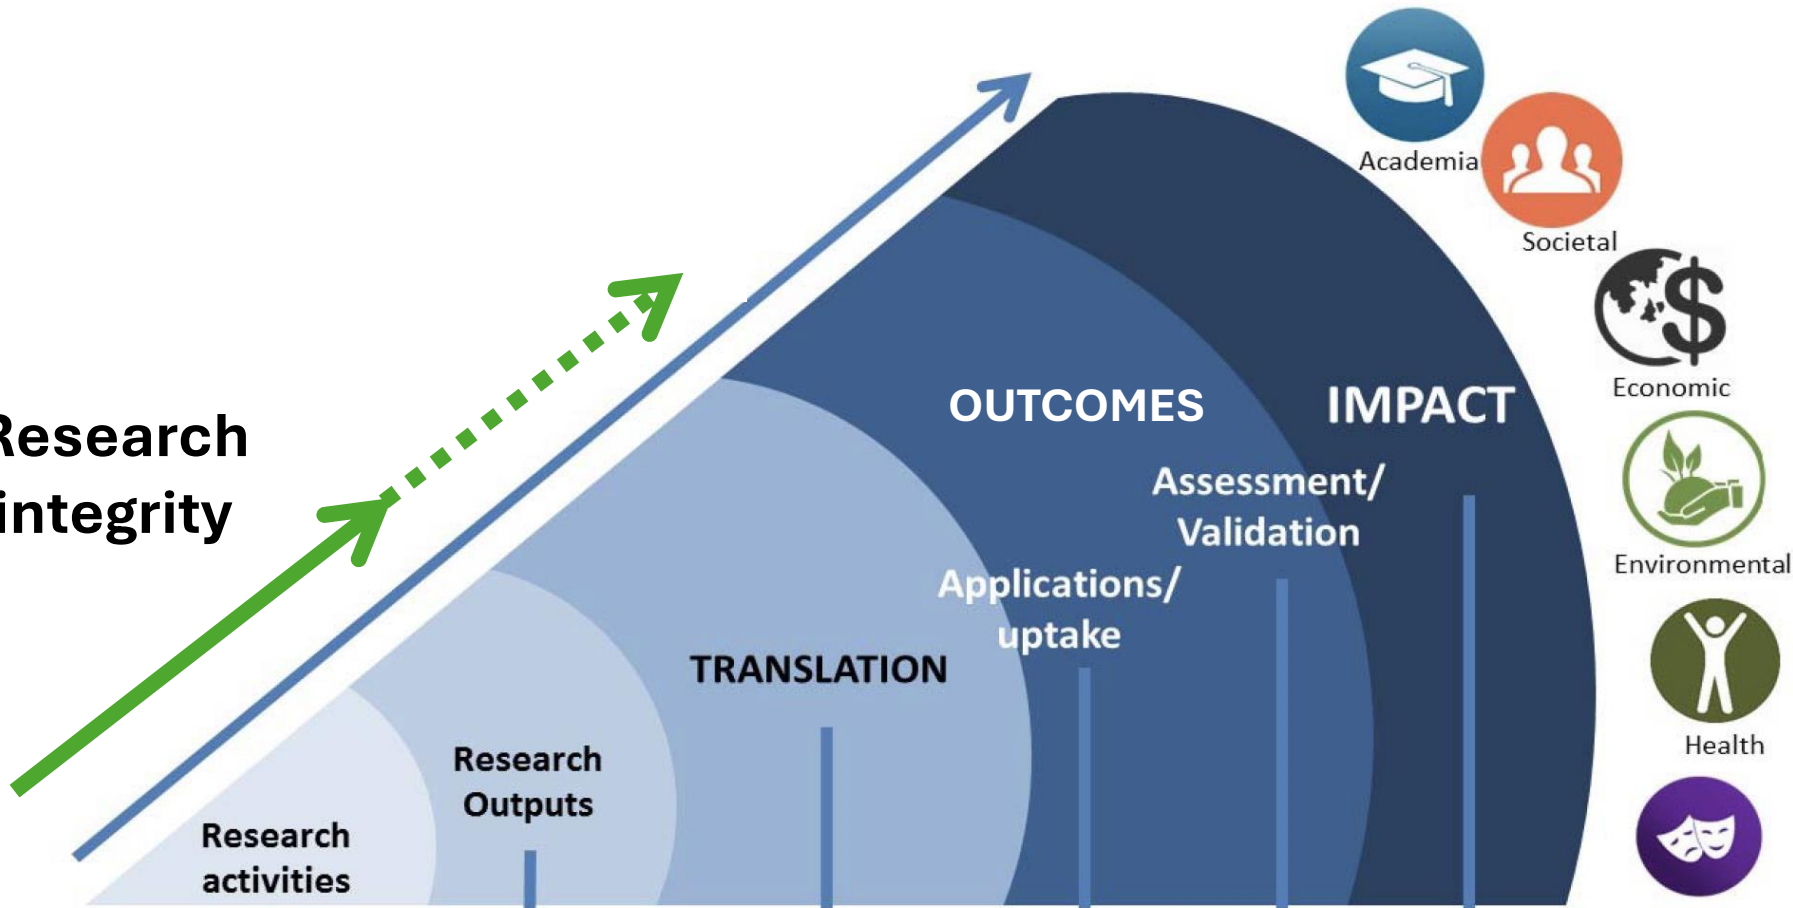 Research
integrity
Research
activities
Research
Outputs
TRANSLATION
Applications/
uptake
OUTCOMES
Assessment/
Validation
IMPACT
Academia
Societal
$
Economic
Environmental
Health